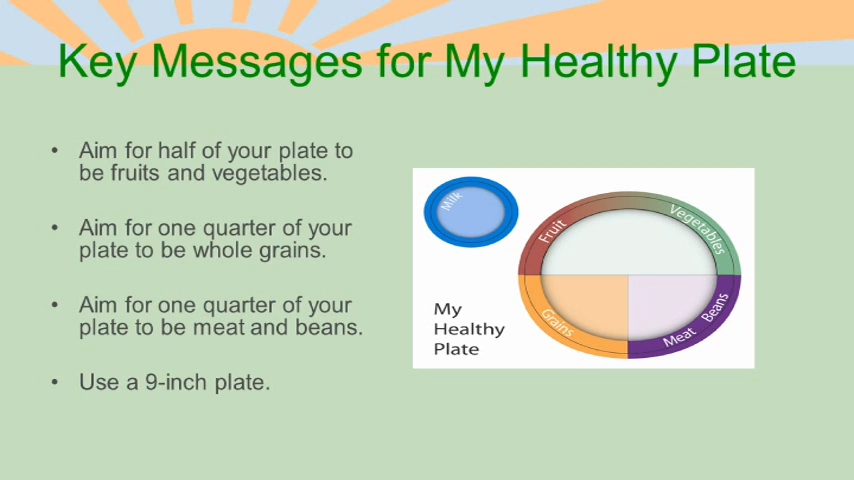 Key Messages for My Healthy Plate
• Aim for half of your plate to
be fruits and vegetables.
• Aim for one quarter of your
plate to be whole grains.
• Aim for one quarter of your
plate to be meat and beans.
• Use a 9-inch plate.
Milk
Fruit
Vegetables
Grains
Meat Beans
My
Healthy
Plate